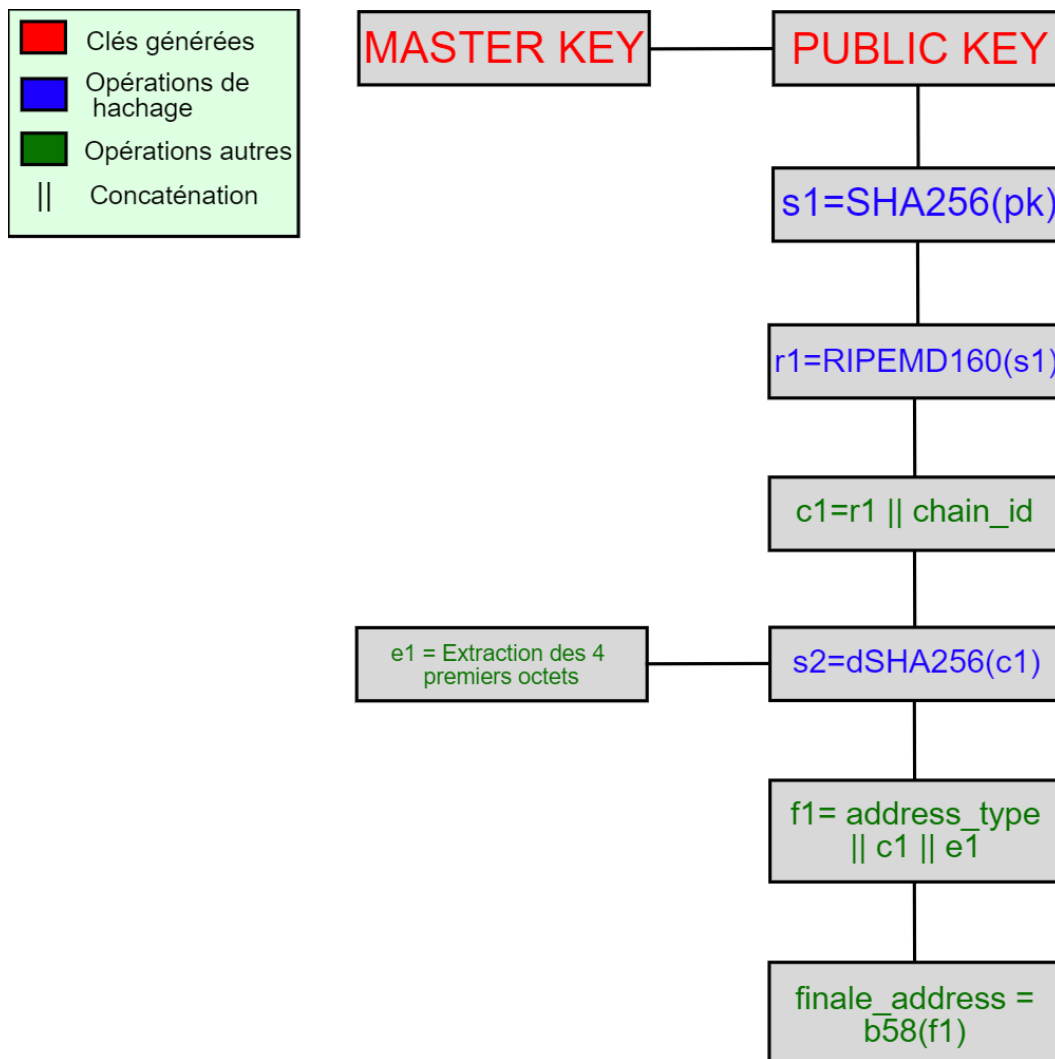 Clés générées
Opérations de
hachage
Opérations autres
|| Concaténation
MASTER KEY
PUBLIC KEY
s1=SHA256(pk)
r1=RIPEMD160(s1)
c1=r1 || chain_id
e1 = Extraction des 4
premiers octets
s2=dSHA256(c1)
f1= address_type
|| c1 || e1
finale_address =
b58(f1)